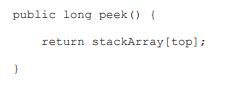 public long peek() {
return stackArray[top];
}